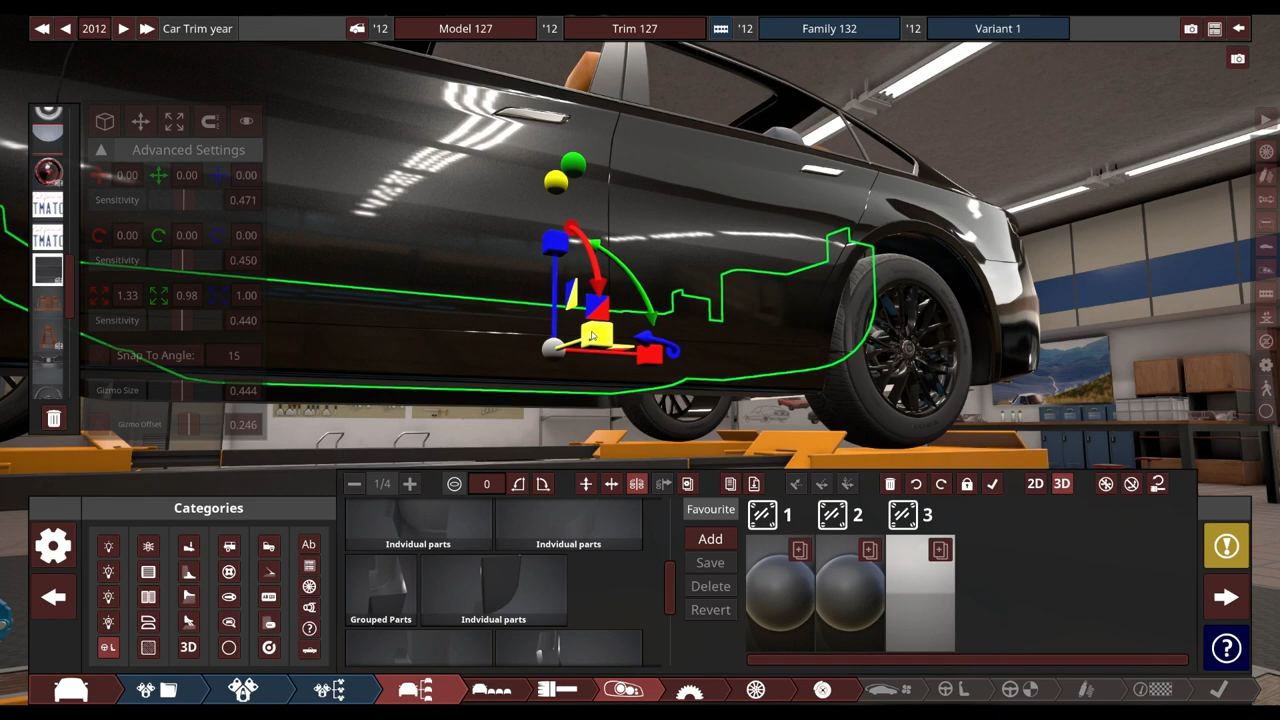 2012
Car Trim year
'12
Model 127
'12
Trim 127
'12
Family 132
'12
Variant 1
Advanced Settings
0.00
0.00
0.00
Sensitivity
0.471
0.00
0.00
0.00
Sensitivity
0.450
1.33
0.98
1.00
Sensitivity
0.440
Snap To Angle:
15
Gizmo Size
0.444
Gizmo Offset
0.246
TMATC
TMATC
1/4
0
2D
3D
Categories
Ab
L
3D
?
Indvidual parts
Indvidual parts
Grouped Parts
Indvidual parts
Favourite
Add
Save
Delete
Revert
1
2
3